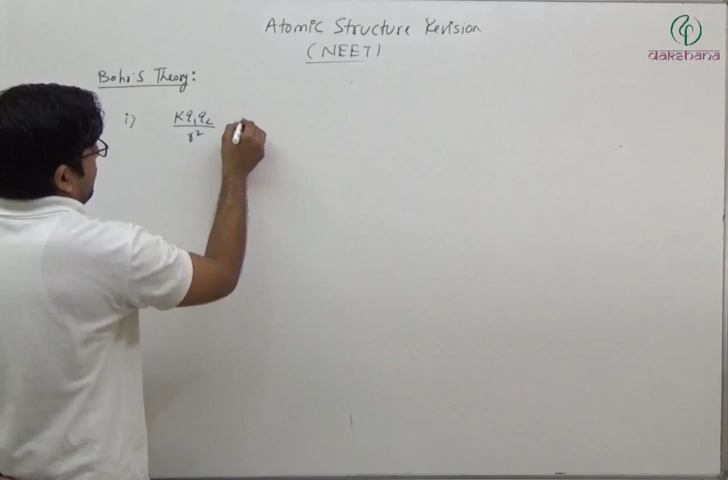 Atomic Structure Revision
(NEET)
dakshana
Bohr's Theory:
i) Kq₁q₂/r²